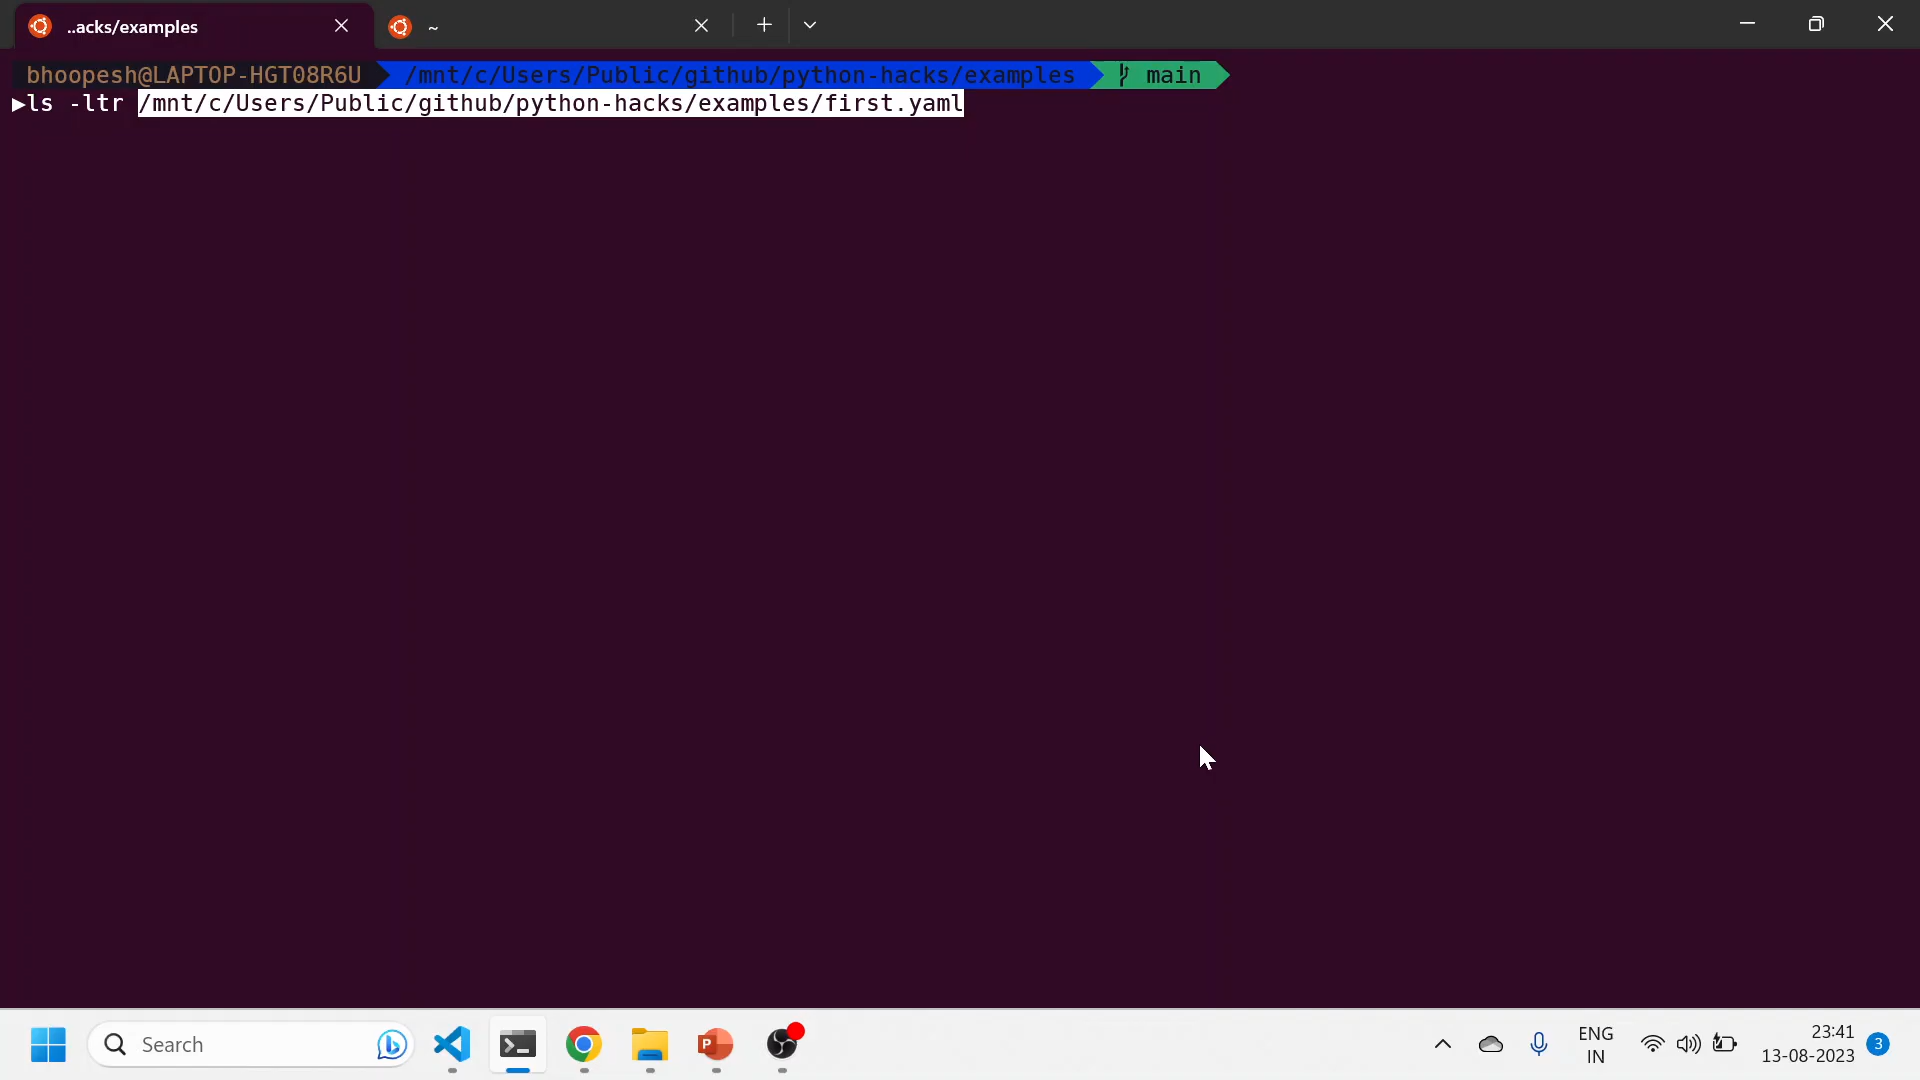 ..acks/examples
~
bhoopesh@LAPTOP-HGT08R6U /mnt/c/Users/Public/github/python-hacks/examples main
ls -ltr /mnt/c/Users/Public/github/python-hacks/examples/first.yaml
Search
ENG
IN
23:41
13-08-2023
3